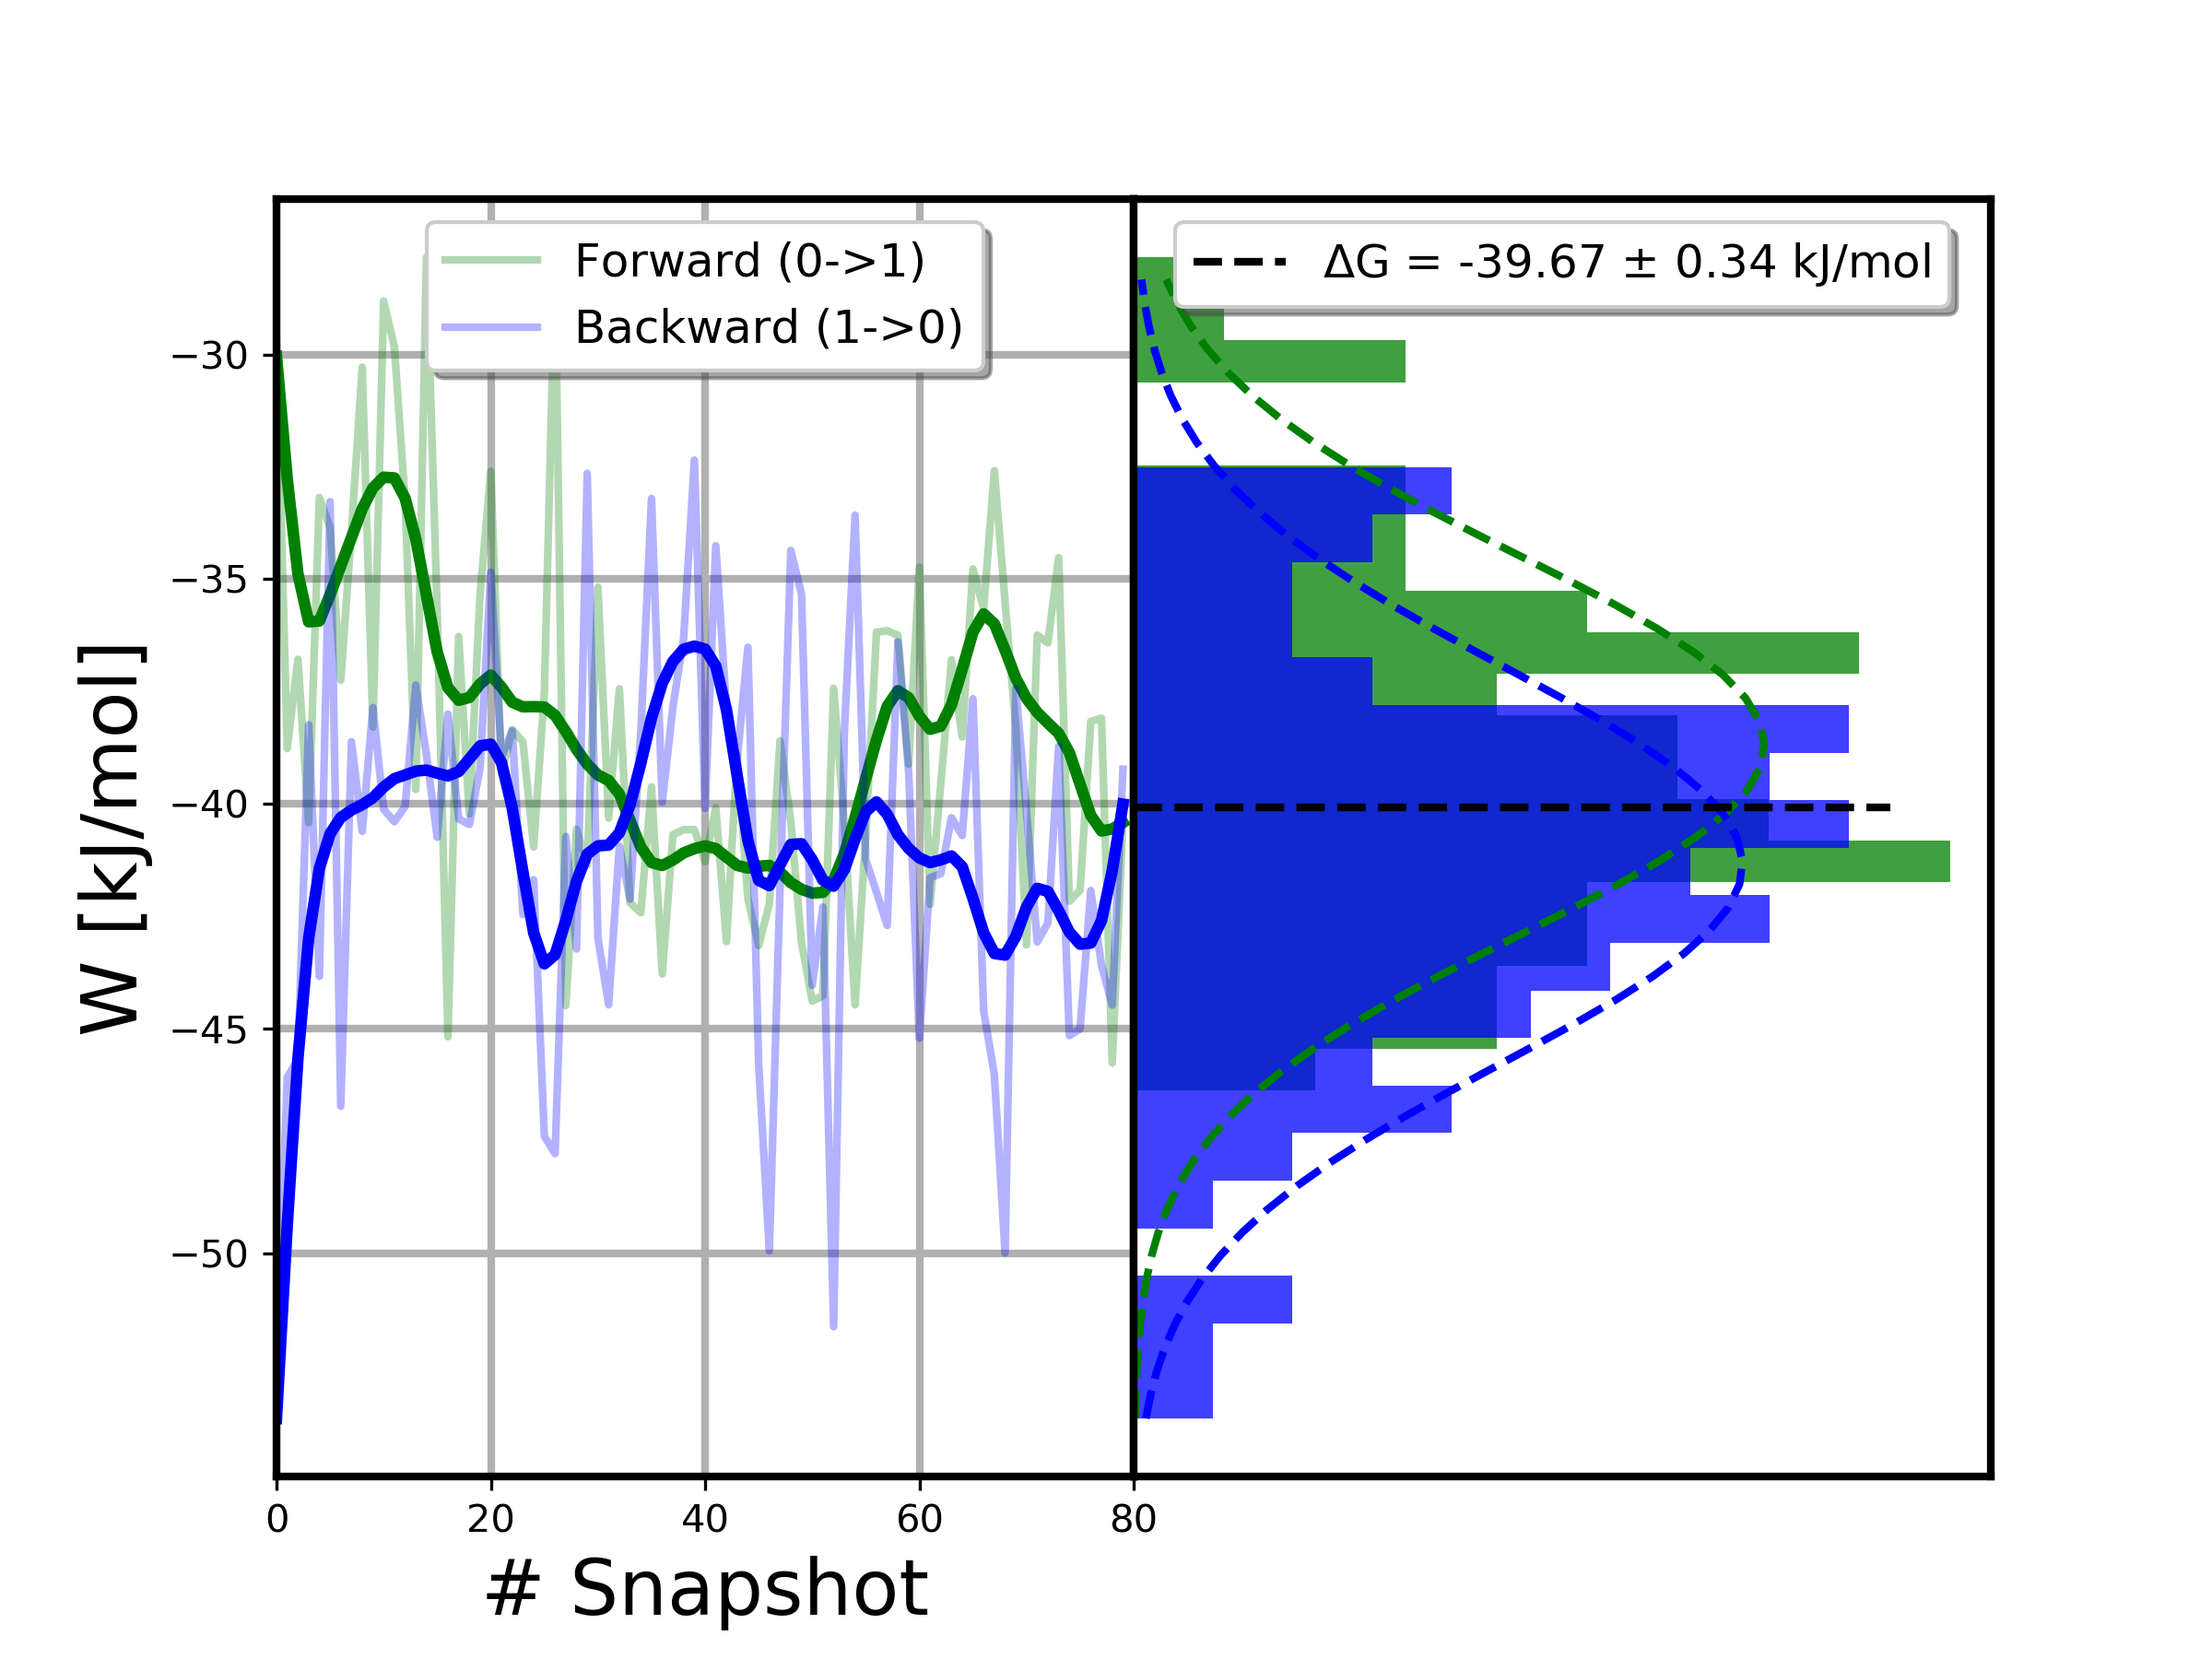 Forward (0->1)
Backward (1->0)
ΔG = -39.67 ± 0.34 kJ/mol
W [kJ/mol]
−30
−35
−40
−45
−50
0 20 40 60 80
# Snapshot